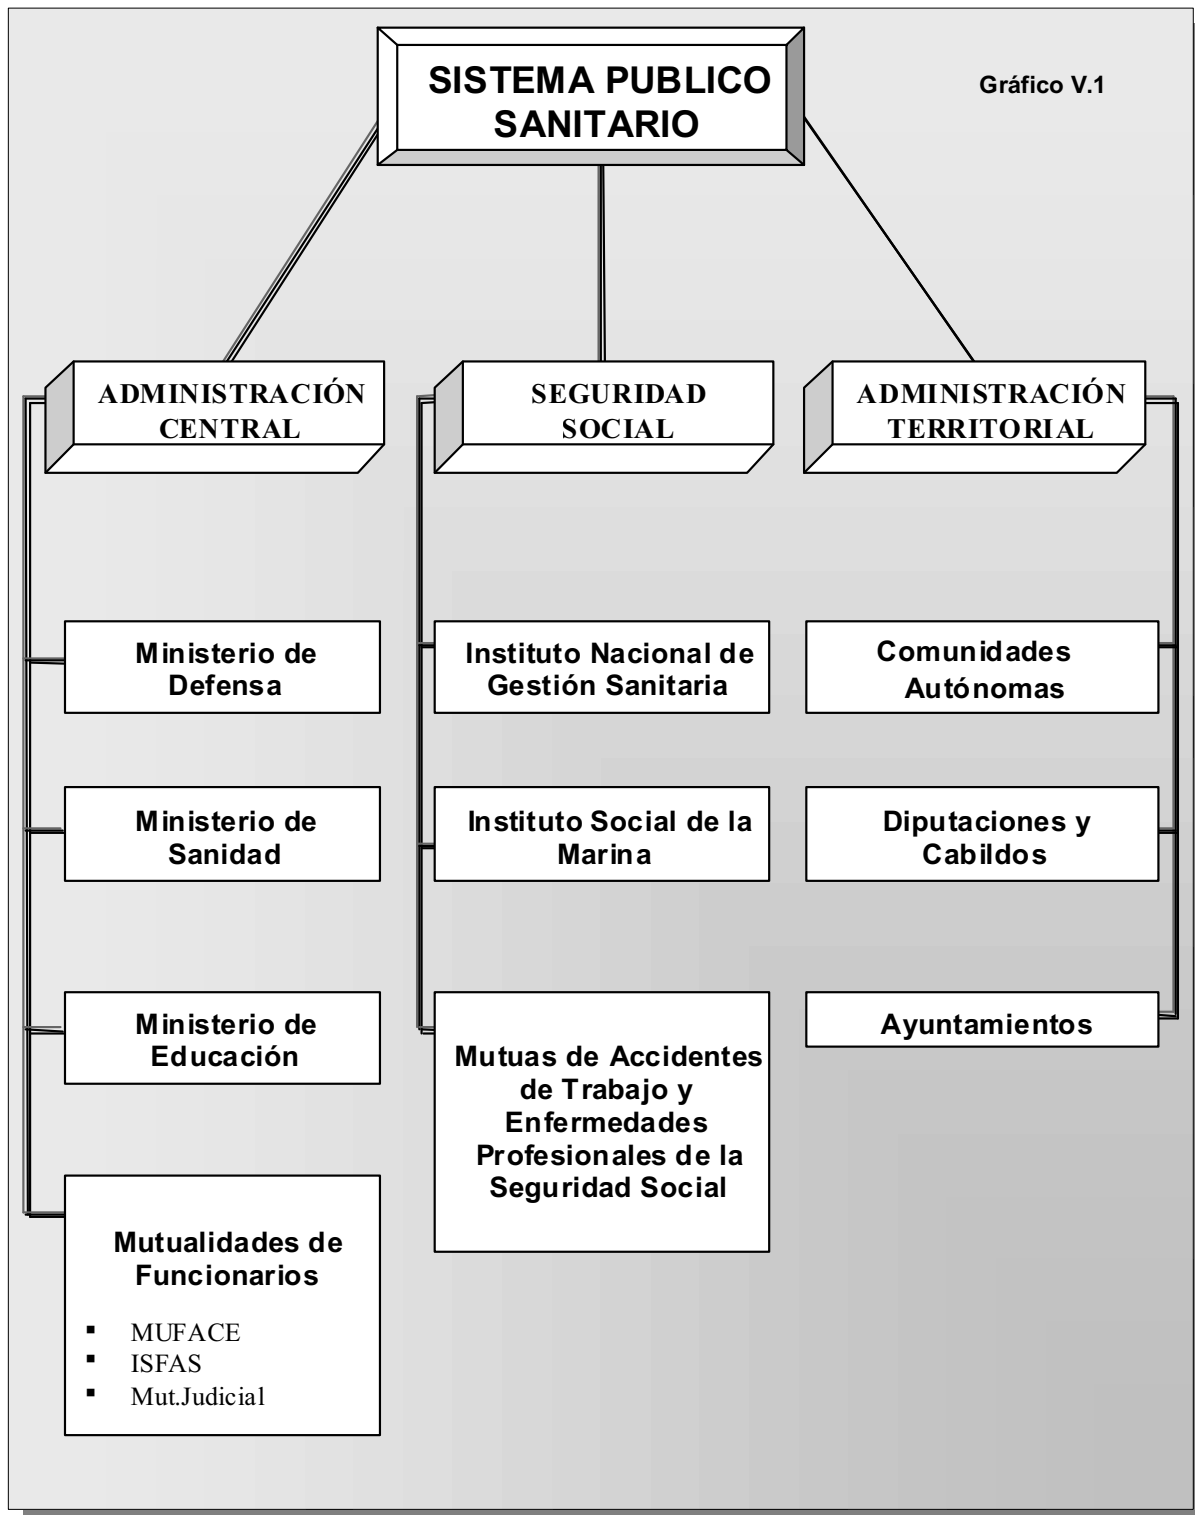 SISTEMA PUBLICO
SANITARIO
Gráfico V.1
ADMINISTRACIÓN
CENTRAL
SEGURIDAD
SOCIAL
ADMINISTRACIÓN
TERRITORIAL
Ministerio de
Defensa
Instituto Nacional de
Gestión Sanitaria
Comunidades
Autónomas
Ministerio de
Sanidad
Instituto Social de la
Marina
Diputaciones y
Cabildos
Ministerio de
Educación
Mutuas de Accidentes
de Trabajo y
Enfermedades
Profesionales de la
Seguridad Social
Ayuntamientos
Mutualidades de
Funcionarios
▪ MUFACE
▪ ISFAS
▪ Mut.Judicial